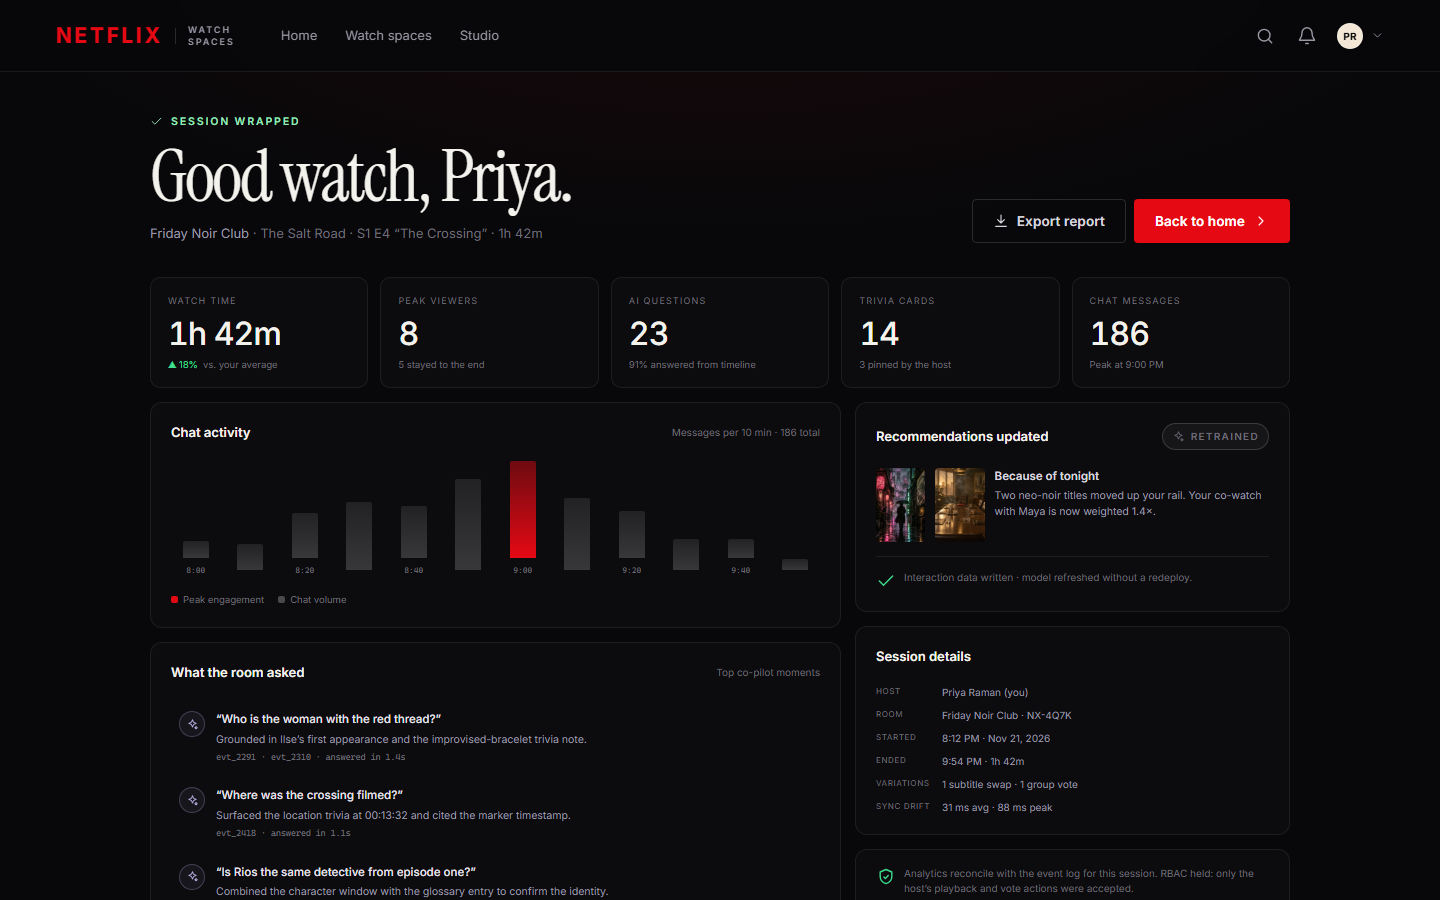 NETFLIX
WATCH
SPACES
Home
Watch spaces
Studio
PR
SESSION WRAPPED
Good watch, Priya.
Friday Noir Club · The Salt Road · S1 E4 “The Crossing” · 1h 42m
Export report
Back to home
WATCH TIME
1h 42m
▲18% vs. your average
PEAK VIEWERS
8
5 stayed to the end
AI QUESTIONS
23
91% answered from timeline
TRIVIA CARDS
14
3 pinned by the host
CHAT MESSAGES
186
Peak at 9:00 PM
Chat activity
Messages per 10 min · 186 total
8:00
8:20
8:40
9:00
9:20
9:40
Peak engagement
Chat volume
Recommendations updated
RETRAINED
Because of tonight
Two neo-noir titles moved up your rail. Your co-watch
with Maya is now weighted 1.4×.
Interaction data written · model refreshed without a redeploy.
What the room asked
Top co-pilot moments
“Who is the woman with the red thread?”
Grounded in Ilse’s first appearance and the improvised-bracelet trivia note.
evt_2291 · evt_2310 · answered in 1.4s
“Where was the crossing filmed?”
Surfaced the location trivia at 00:13:32 and cited the marker timestamp.
evt_2418 · answered in 1.1s
“Is Rios the same detective from episode one?”
Combined the character window with the glossary entry to confirm the identity.
Session details
HOST
Priya Raman (you)
ROOM
Friday Noir Club · NX-4Q7K
STARTED
8:12 PM · Nov 21, 2026
ENDED
9:54 PM · 1h 42m
VARIATIONS
1 subtitle swap · 1 group vote
SYNC DRIFT
31 ms avg · 88 ms peak
Analytics reconcile with the event log for this session. RBAC held: only the
host’s playback and vote actions were accepted.